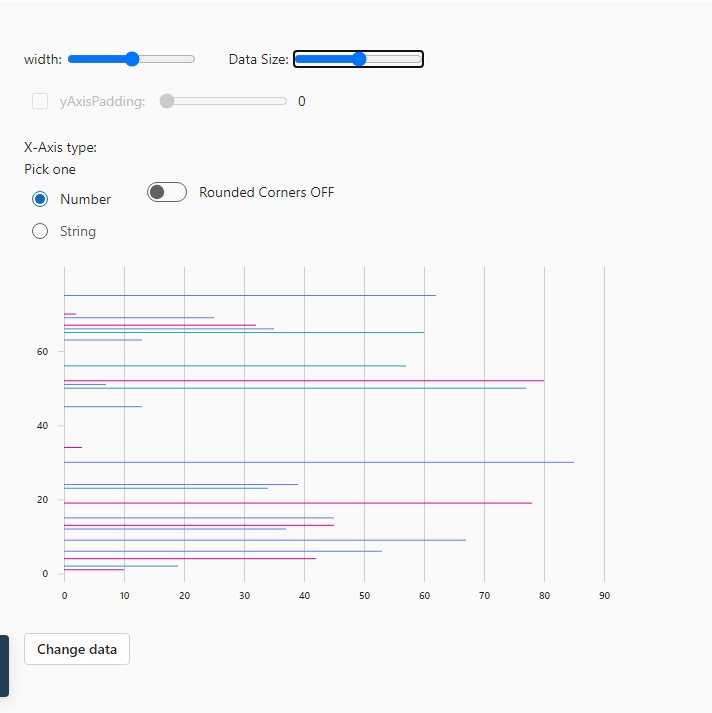 width: Data Size:
yAxisPadding: 0
X-Axis type:
Pick one
Number Rounded Corners OFF
String
60
40
20
0
0 10 20 30 40 50 60 70 80 90
Change data